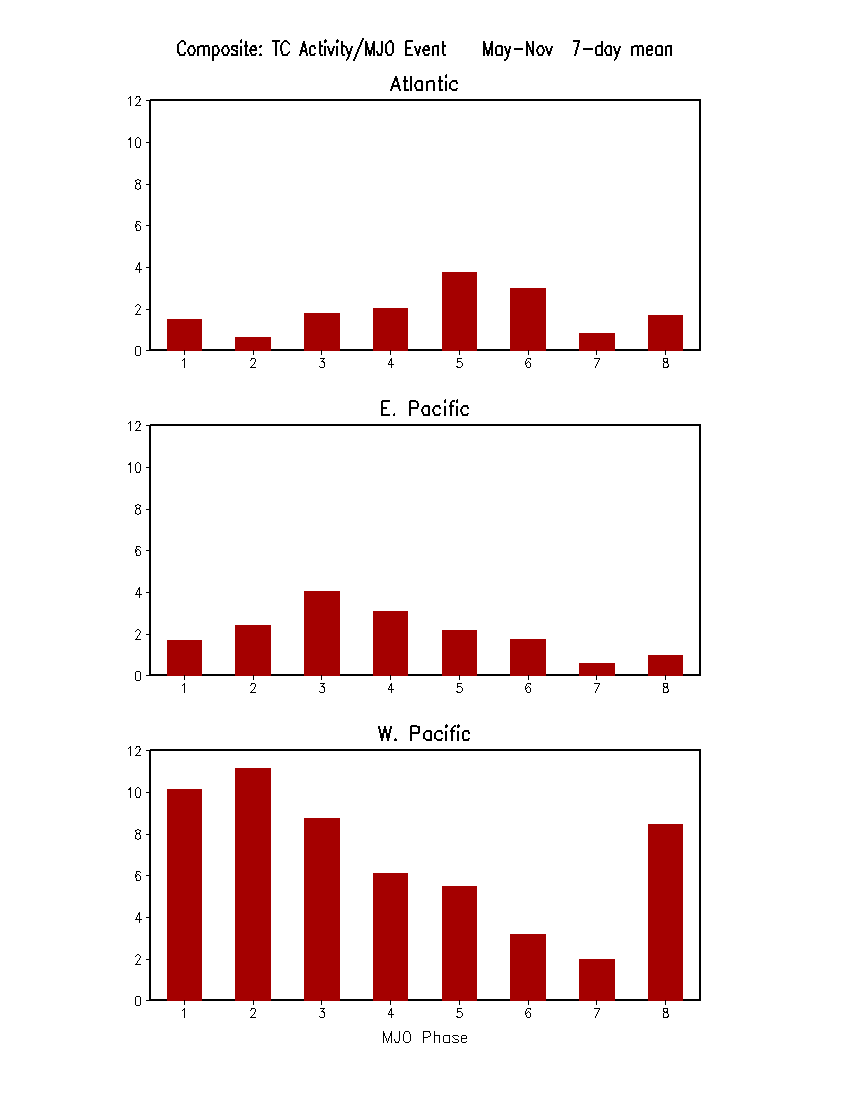 Composite: TC Activity/MJO Event May-Nov 7-day mean
Atlantic
12
10
8
6
4
2
0
1 2 3 4 5 6 7 8
E. Pacific
12
10
8
6
4
2
0
1 2 3 4 5 6 7 8
W. Pacific
12
10
8
6
4
2
0
1 2 3 4 5 6 7 8
MJO Phase